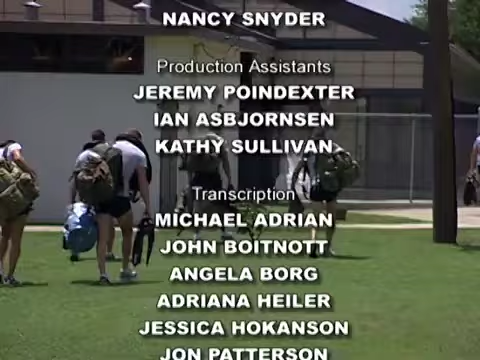 NANCY SNYDER
Production Assistants
JEREMY POINDEXTER
IAN ASBJORNSEN
KATHY SULLIVAN
Transcription
MICHAEL ADRIAN
JOHN BOITNOTT
ANGELA BORG
ADRIANA HEILER
JESSICA HOKANSON
JON PATTERSON